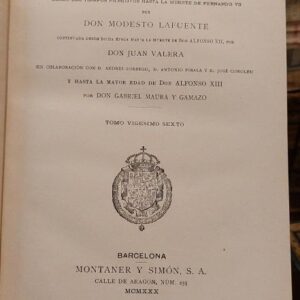 DESDE LOS TIEMPOS PRIMITIVOS HASTA LA MUERTE DE FERNANDO VII
POR
DON MODESTO LAFUENTE
CONTINUADA DESDE DICHA ÉPOCA HASTA LA MUERTE DE DON ALFONSO XII, POR
DON JUAN VALERA
EN COLABORACIÓN CON D. ANDRÉS BORREGO, D. ANTONIO PIRALA Y D. JOSÉ COROLEU
Y HASTA LA MAYOR EDAD DE DON ALFONSO XIII
POR DON GABRIEL MAURA Y GAMAZO
TOMO VIGESIMO SEXTO
BARCELONA
MONTANER Y SIMÓN, S. A.
CALLE DE ARAGON, NÚM. 255
MCMXXX